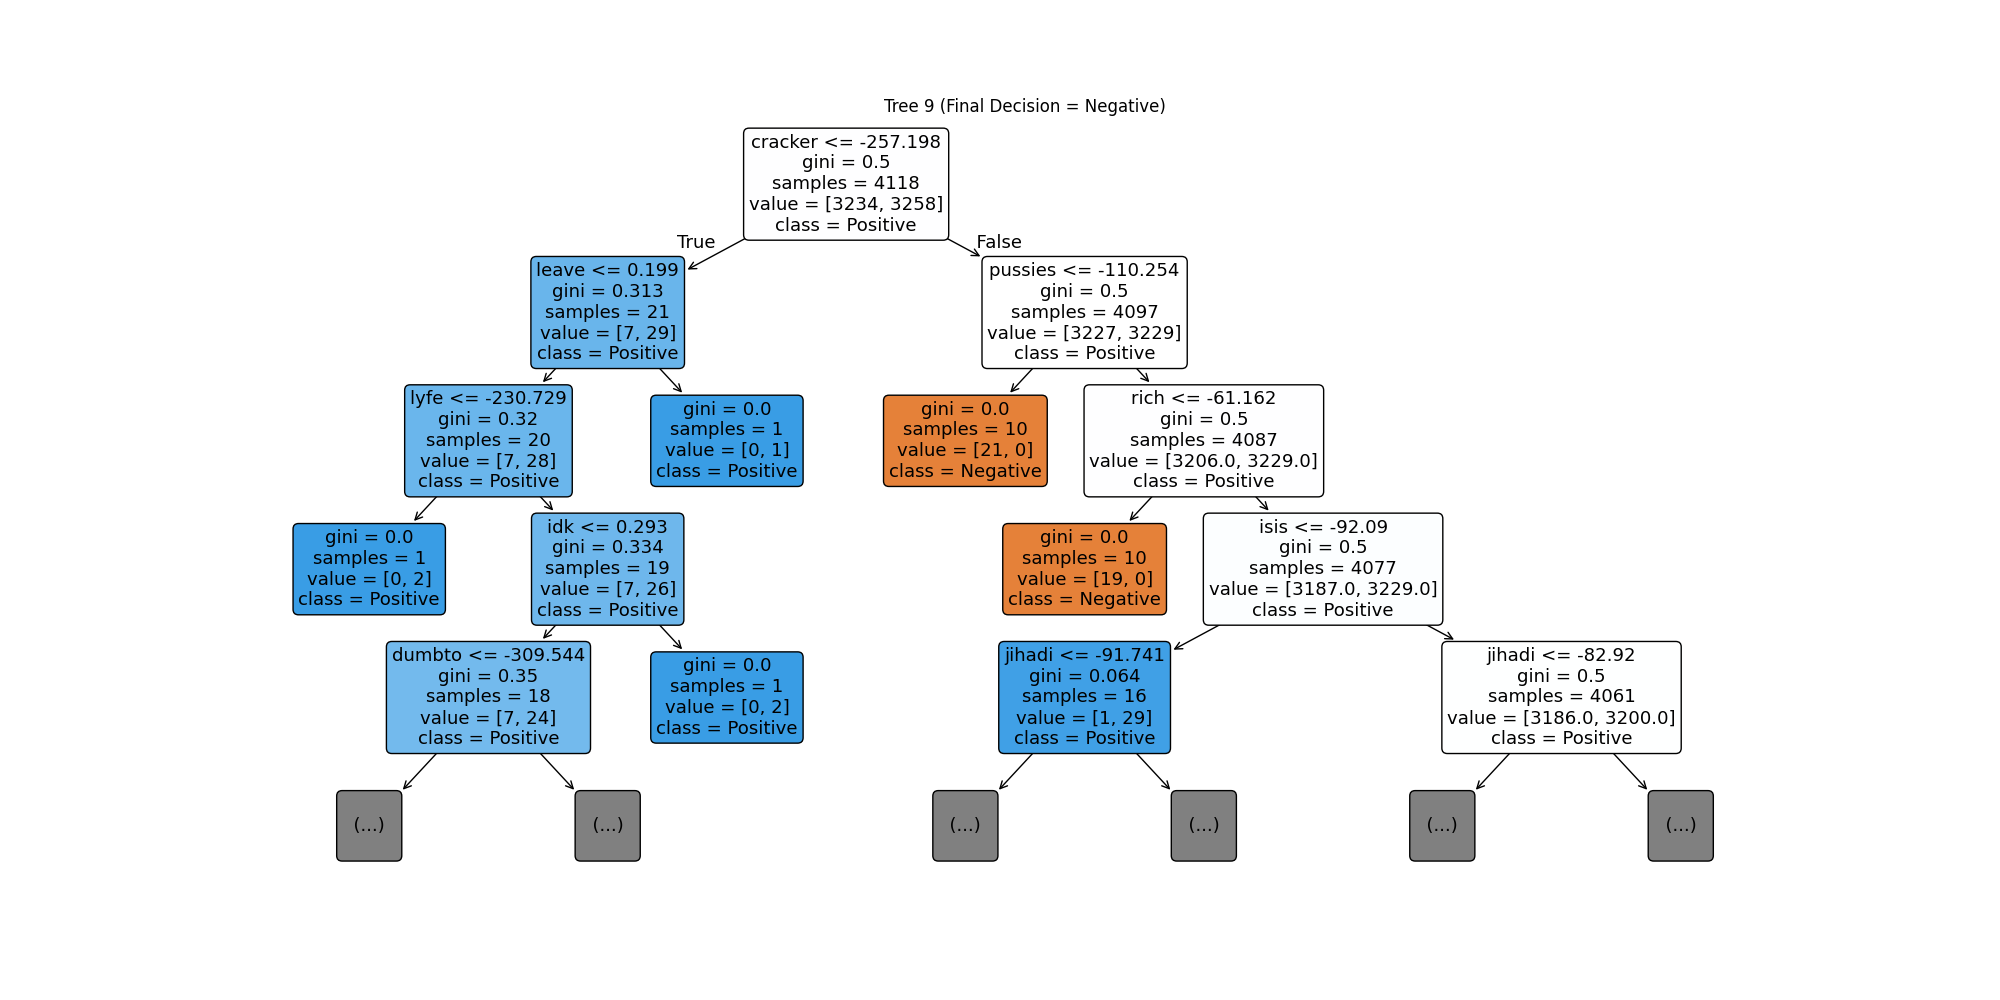 Tree 9 (Final Decision = Negative)
cracker <= -257.198
gini = 0.5
samples = 4118
value = [3234, 3258]
class = Positive
True
False
leave <= 0.199
gini = 0.313
samples = 21
value = [7, 29]
class = Positive
pussies <= -110.254
gini = 0.5
samples = 4097
value = [3227, 3229]
class = Positive
lyfe <= -230.729
gini = 0.32
samples = 20
value = [7, 28]
class = Positive
gini = 0.0
samples = 1
value = [0, 1]
class = Positive
gini = 0.0
samples = 10
value = [21, 0]
class = Negative
rich <= -61.162
gini = 0.5
samples = 4087
value = [3206.0, 3229.0]
class = Positive
gini = 0.0
samples = 1
value = [0, 2]
class = Positive
idk <= 0.293
gini = 0.334
samples = 19
value = [7, 26]
class = Positive
gini = 0.0
samples = 10
value = [19, 0]
class = Negative
isis <= -92.09
gini = 0.5
samples = 4077
value = [3187.0, 3229.0]
class = Positive
dumbto <= -309.544
gini = 0.35
samples = 18
value = [7, 24]
class = Positive
gini = 0.0
samples = 1
value = [0, 2]
class = Positive
jihadi <= -91.741
gini = 0.064
samples = 16
value = [1, 29]
class = Positive
jihadi <= -82.92
gini = 0.5
samples = 4061
value = [3186.0, 3200.0]
class = Positive
(...)
(...)
(...)
(...)
(...)
(...)